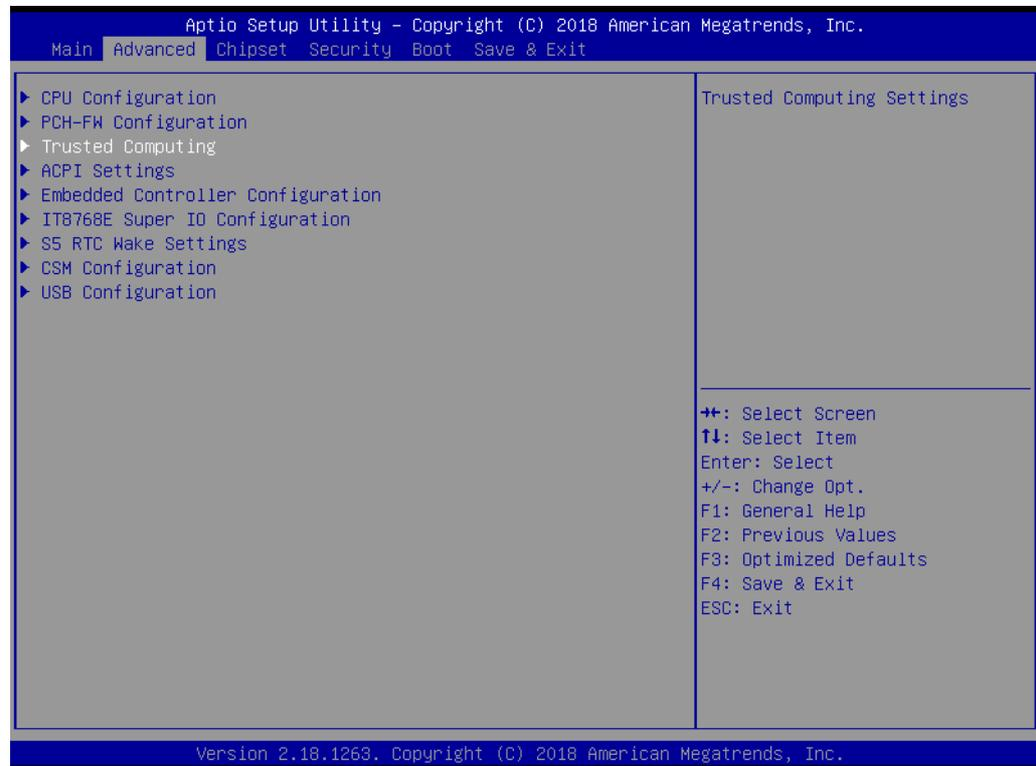 Aptio Setup Utility – Copyright (C) 2018 American Megatrends, Inc.
Main Advanced Chipset Security Boot Save & Exit
▶ CPU Configuration
▶ PCH-FW Configuration
▶ Trusted Computing
▶ ACPI Settings
▶ Embedded Controller Configuration
▶ IT8768E Super IO Configuration
▶ S5 RTC Wake Settings
▶ CSM Configuration
▶ USB Configuration
Trusted Computing Settings
→←: Select Screen
↑↓: Select Item
Enter: Select
+/-: Change Opt.
F1: General Help
F2: Previous Values
F3: Optimized Defaults
F4: Save & Exit
ESC: Exit
Version 2.18.1263. Copyright (C) 2018 American Megatrends, Inc.